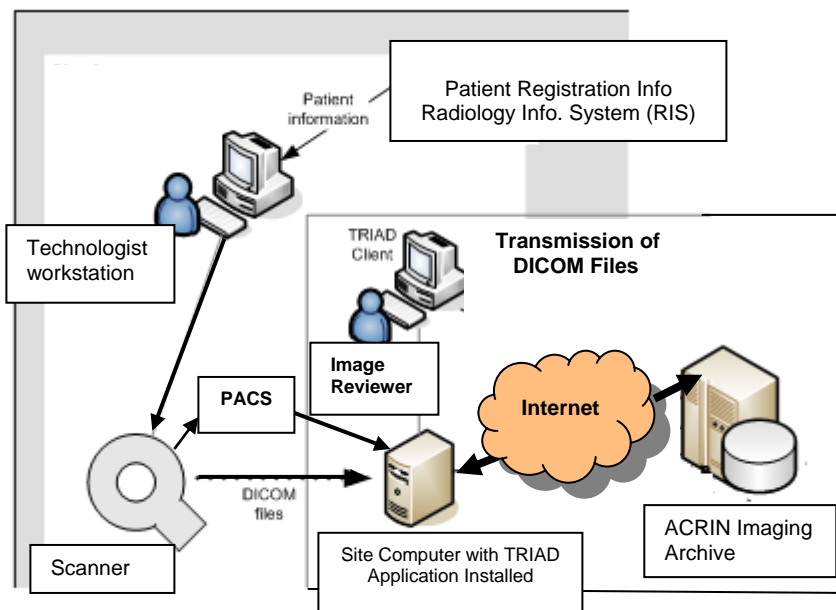 Patient Registration Info
Radiology Info. System (RIS)
Patient
information
Technologist
workstation
TRIAD
Client
Transmission of
DICOM Files
Image
Reviewer
PACS
Internet
DICOM
files
Scanner
Site Computer with TRIAD
Application Installed
ACRIN Imaging
Archive